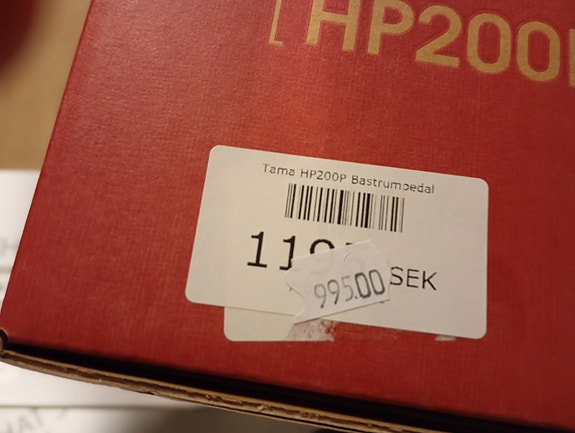 [HP200
Tama HP200P Bastrumpedal
SEK
995.00